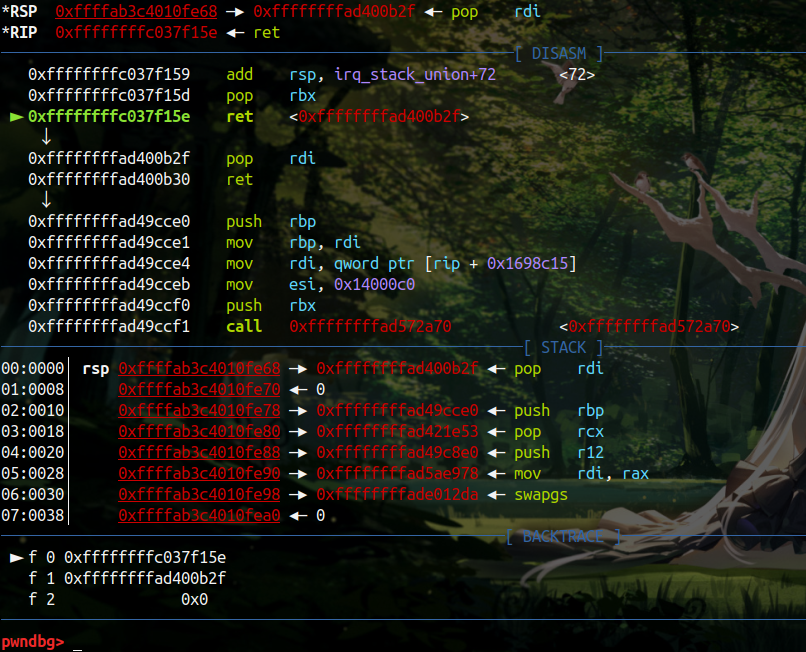 *RSP 0xffffab3c4010fe68 —▸ 0xffffffffad400b2f ◂— pop rdi
*RIP 0xffffffffc037f15e ◂— ret
[ DISASM ]
0xffffffffc037f159 add rsp, irq_stack_union+72 <72>
0xffffffffc037f15d pop rbx
► 0xffffffffc037f15e ret <0xffffffffad400b2f>
↓
0xffffffffad400b2f pop rdi
0xffffffffad400b30 ret
↓
0xffffffffad49cce0 push rbp
0xffffffffad49cce1 mov rbp, rdi
0xffffffffad49cce4 mov rdi, qword ptr [rip + 0x1698c15]
0xffffffffad49cceb mov esi, 0x14000c0
0xffffffffad49ccf0 push rbx
0xffffffffad49ccf1 call 0xffffffffad572a70 <0xffffffffad572a70>
[ STACK ]
00:0000│ rsp 0xffffab3c4010fe68 —▸ 0xffffffffad400b2f ◂— pop rdi
01:0008│ 0xffffab3c4010fe70 ◂— 0
02:0010│ 0xffffab3c4010fe78 —▸ 0xffffffffad49cce0 ◂— push rbp
03:0018│ 0xffffab3c4010fe80 —▸ 0xffffffffad421e53 ◂— pop rcx
04:0020│ 0xffffab3c4010fe88 —▸ 0xffffffffad49c8e0 ◂— push r12
05:0028│ 0xffffab3c4010fe90 —▸ 0xffffffffad5ae978 ◂— mov rdi, rax
06:0030│ 0xffffab3c4010fe98 —▸ 0xffffffffade012da ◂— swapgs
07:0038│ 0xffffab3c4010fea0 ◂— 0
[ BACKTRACE ]
► f 0 0xffffffffc037f15e
f 1 0xffffffffad400b2f
f 2 0x0
pwndbg> _